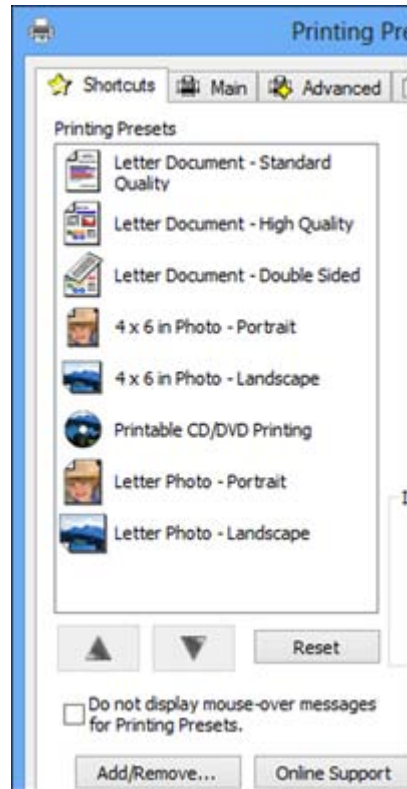 Printing Pre
Shortcuts Main Advanced
Printing Presets
Letter Document - Standard
Quality
Letter Document - High Quality
Letter Document - Double Sided
4 x 6 in Photo - Portrait
4 x 6 in Photo - Landscape
Printable CD/DVD Printing
Letter Photo - Portrait
Letter Photo - Landscape
Reset
Do not display mouse-over messages
for Printing Presets.
Add/Remove... Online Support